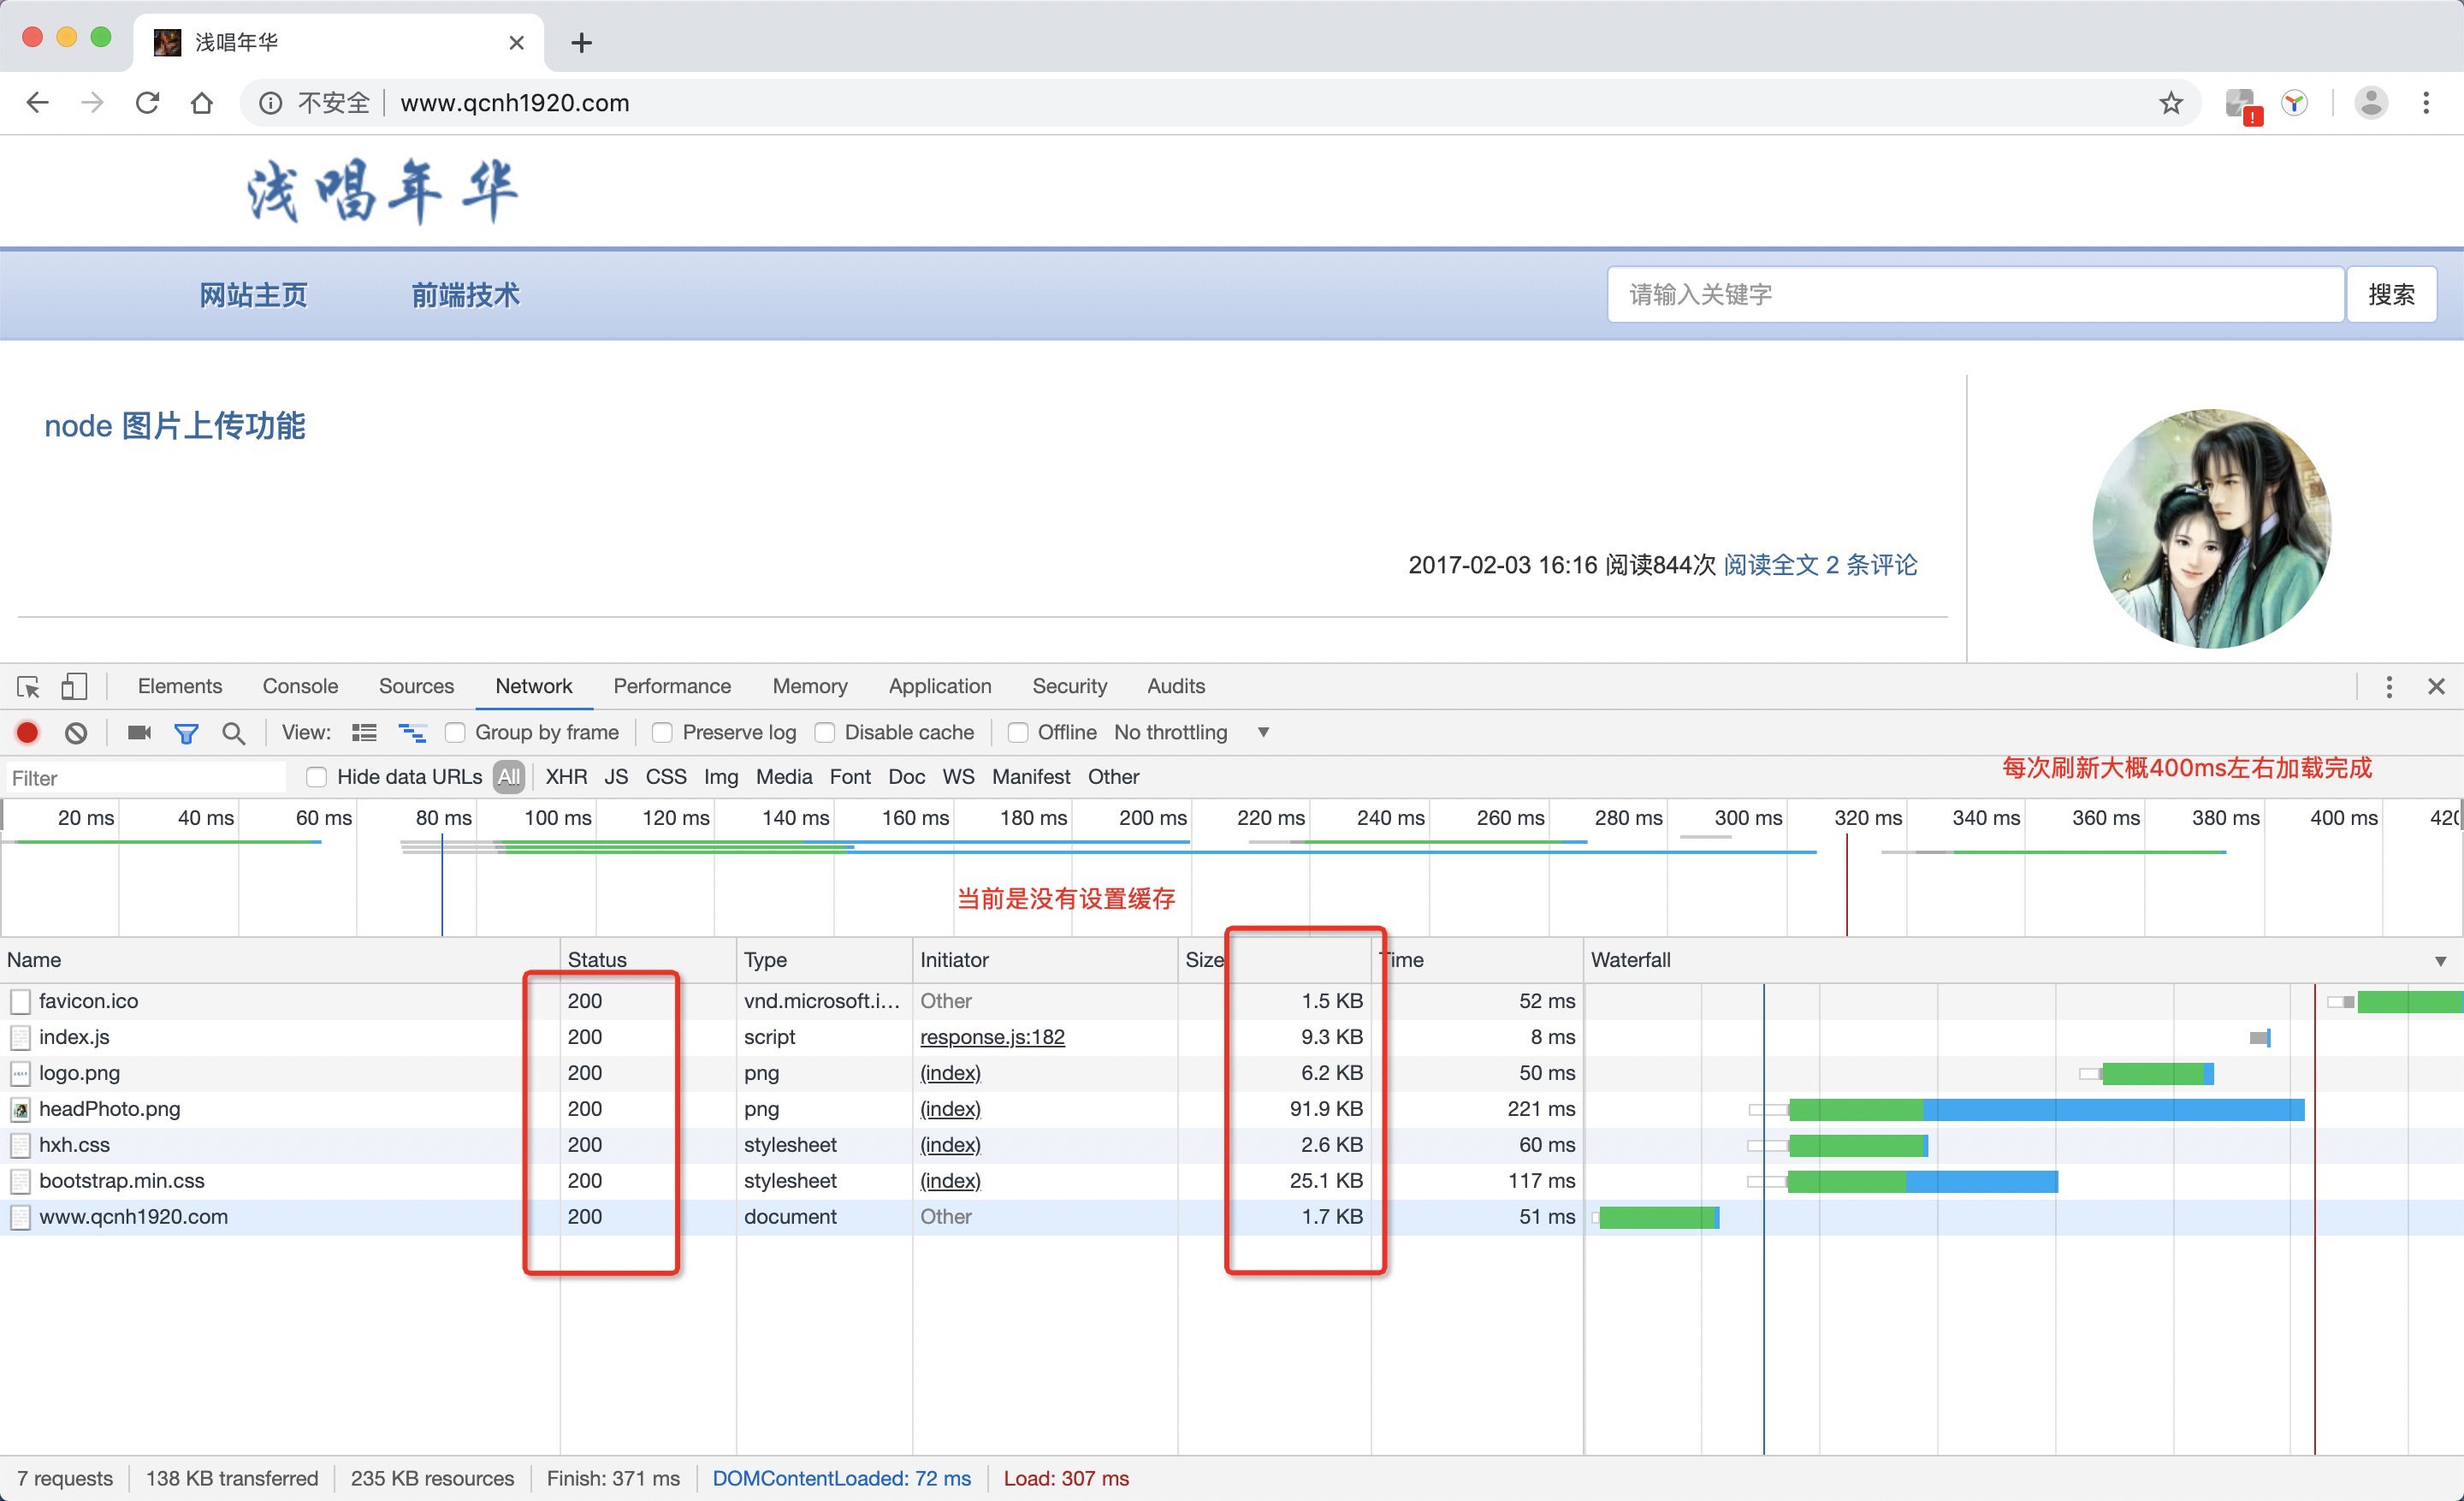 浅唱年华
不安全 www.qcnh1920.com
浅唱年华
网站主页 前端技术 请输入关键字 搜索
node 图片上传功能
2017-02-03 16:16 阅读844次 阅读全文 2 条评论
Elements Console Sources Network Performance Memory Application Security Audits
View: Group by frame Preserve log Disable cache Offline No throttling
Filter Hide data URLs All XHR JS CSS Img Media Font Doc WS Manifest Other
每次刷新大概400ms左右加载完成
20 ms 40 ms 60 ms 80 ms 100 ms 120 ms 140 ms 160 ms 180 ms 200 ms 220 ms 240 ms 260 ms 280 ms 300 ms 320 ms 340 ms 360 ms 380 ms 400 ms 42
当前是没有设置缓存
Name Status Type Initiator Size Time Waterfall
favicon.ico 200 vnd.microsoft.i… Other 1.5 KB 52 ms
index.js 200 script response.js:182 9.3 KB 8 ms
logo.png 200 png (index) 6.2 KB 50 ms
headPhoto.png 200 png (index) 91.9 KB 221 ms
hxh.css 200 stylesheet (index) 2.6 KB 60 ms
bootstrap.min.css 200 stylesheet (index) 25.1 KB 117 ms
www.qcnh1920.com 200 document Other 1.7 KB 51 ms
7 requests 138 KB transferred 235 KB resources Finish: 371 ms DOMContentLoaded: 72 ms Load: 307 ms